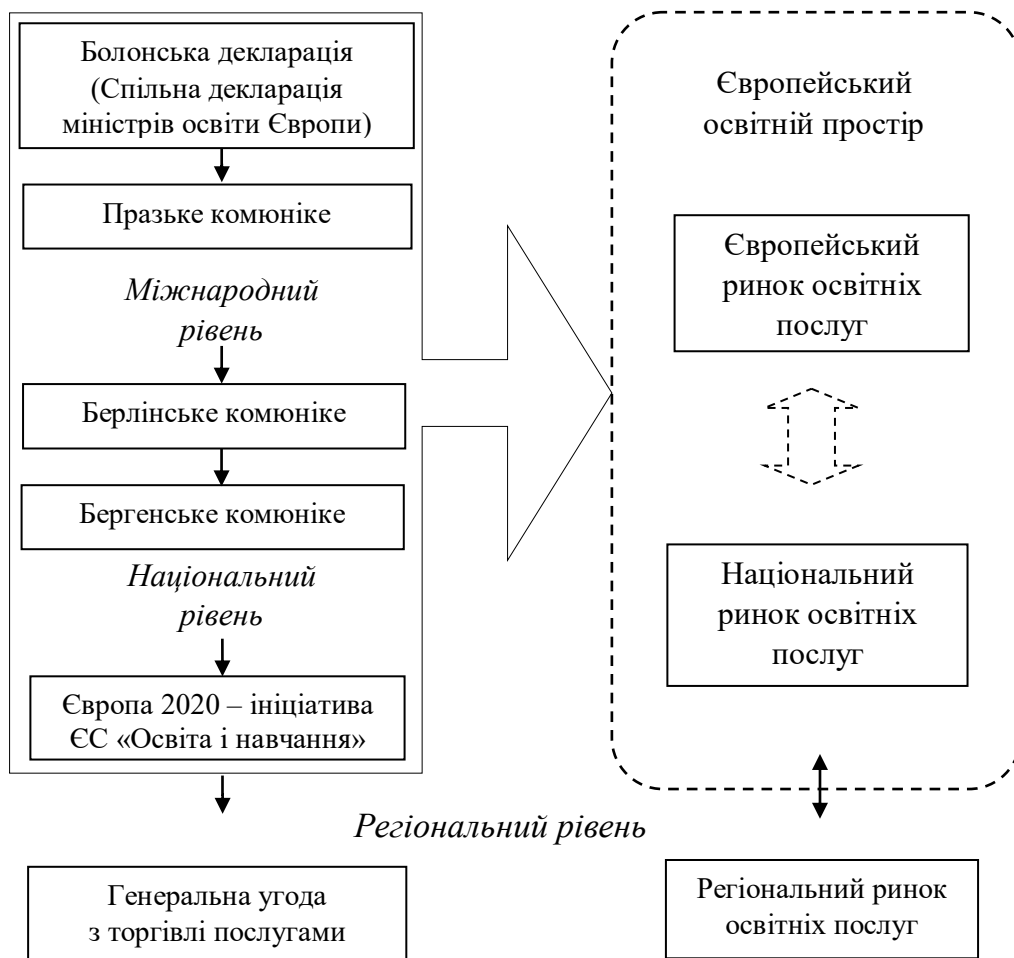 Болонська декларація
(Спільна декларація
міністрів освіти Європи)
Празьке комюніке
Міжнародний
рівень
Берлінське комюніке
Бергенське комюніке
Національний
рівень
Європа 2020 – ініціатива
ЄС «Освіта і навчання»
Європейський
освітній простір
Європейський
ринок освітніх
послуг
Національний
ринок освітніх
послуг
Регіональний рівень
Генеральна угода
з торгівлі послугами
Регіональний ринок
освітніх послуг